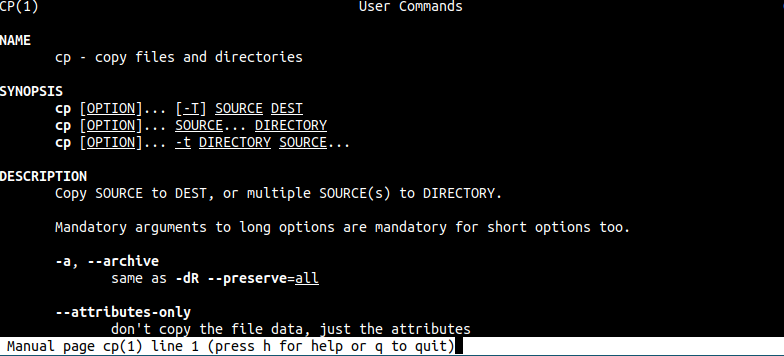 CP(1) User Commands
NAME
cp - copy files and directories
SYNOPSIS
cp [OPTION]... [-T] SOURCE DEST
cp [OPTION]... SOURCE... DIRECTORY
cp [OPTION]... -t DIRECTORY SOURCE...
DESCRIPTION
Copy SOURCE to DEST, or multiple SOURCE(s) to DIRECTORY.
Mandatory arguments to long options are mandatory for short options too.
-a, --archive
same as -dR --preserve=all
--attributes-only
don't copy the file data, just the attributes
Manual page cp(1) line 1 (press h for help or q to quit)